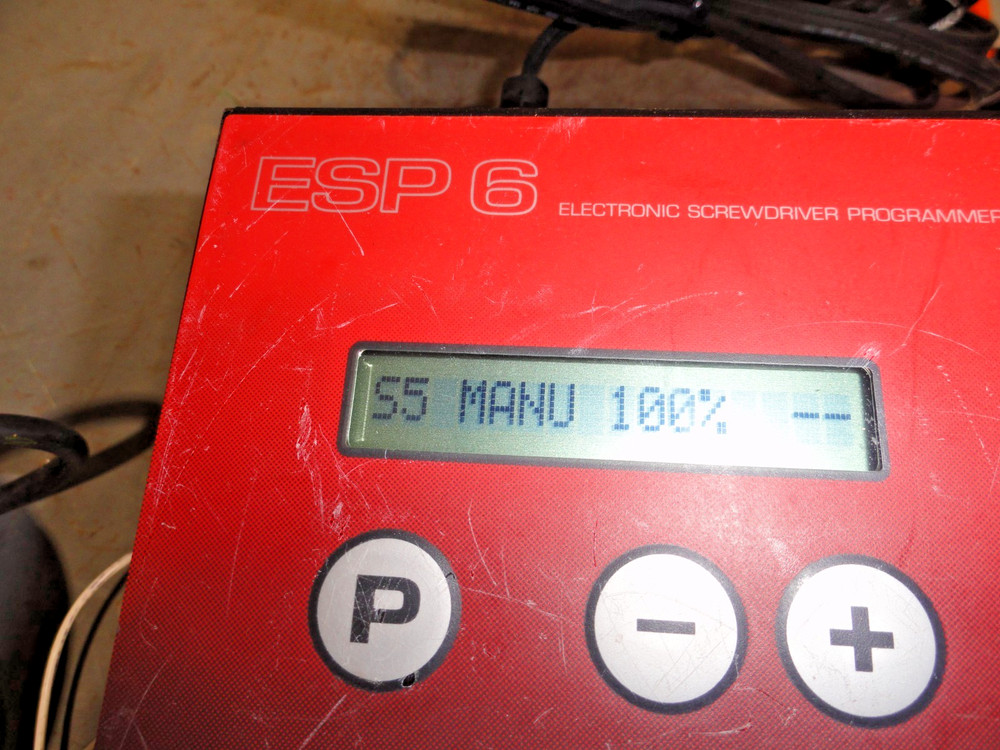 ESP 6 ELECTRONIC SCREWDRIVER PROGRAMMER
S5 MANU 100% --
P - +